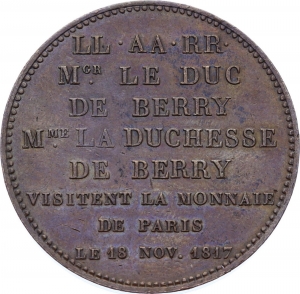 LL · AA · RR ·
MGR LE DUC
DE BERRY
MME LA DUCHESSE
DE BERRY
VISITENT LA MONNAIE
DE PARIS
LE 18 NOV. 1817.